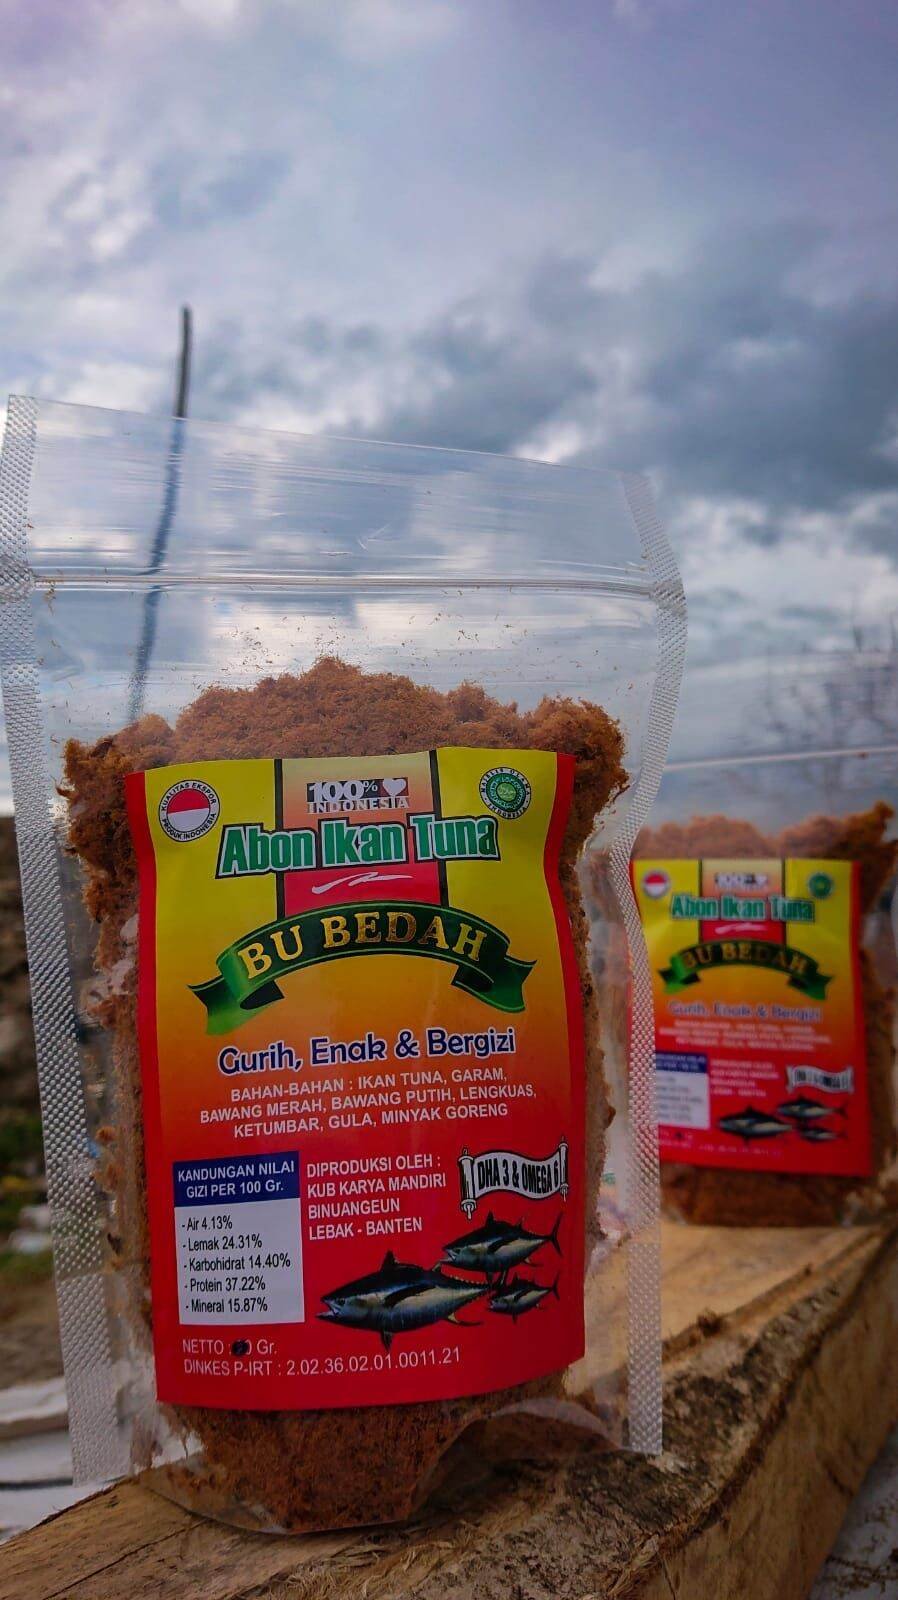 KUALITAS EKSPOR
PRODUK INDONESIA
100%
INDONESIA
Abon Ikan Tuna
BU BEDAH
Gurih, Enak & Bergizi
BAHAN-BAHAN : IKAN TUNA, GARAM,
BAWANG MERAH, BAWANG PUTIH, LENGKUAS,
KETUMBAR, GULA, MINYAK GORENG
KANDUNGAN NILAI
GIZI PER 100 Gr.
- Air 4.13%
- Lemak 24.31%
- Karbohidrat 14.40%
- Protein 37.22%
- Mineral 15.87%
DIPRODUKSI OLEH :
KUB KARYA MANDIRI
BINUANGEUN
LEBAK - BANTEN
DHA 3 & OMEGA 6
NETTO : Gr.
DINKES P-IRT : 2.02.36.02.01.0011.21
Abon Ikan Tuna
BU BEDAH
Gurih, Enak & Bergizi